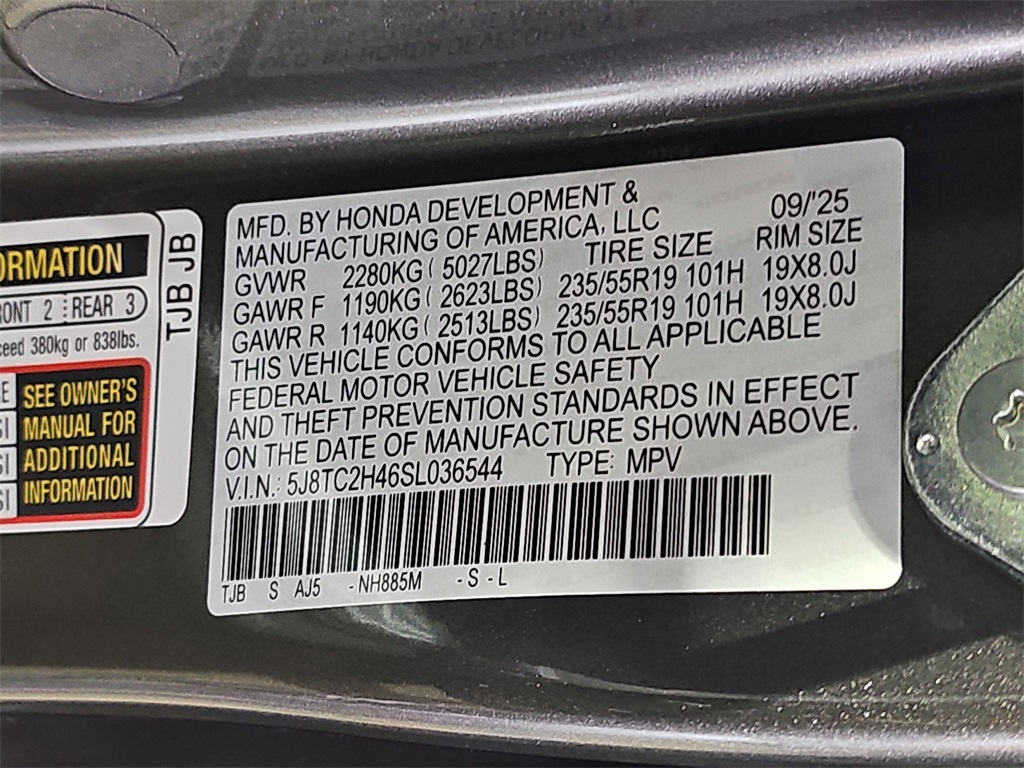 MFD. BY HONDA DEVELOPMENT &
MANUFACTURING OF AMERICA, LLC 09/'25
GVWR 2280KG ( 5027LBS) TIRE SIZE RIM SIZE
GAWR F 1190KG ( 2623LBS) 235/55R19 101H 19X8.0J
GAWR R 1140KG ( 2513LBS) 235/55R19 101H 19X8.0J
THIS VEHICLE CONFORMS TO ALL APPLICABLE
FEDERAL MOTOR VEHICLE SAFETY
AND THEFT PREVENTION STANDARDS IN EFFECT
ON THE DATE OF MANUFACTURE SHOWN ABOVE.
V.I.N.: 5J8TC2H46SL036544 TYPE: MPV
TJB S AJ5 -NH885M -S-L
TJB JB
ORMATION
ONT 2 REAR 3
ceed 380kg or 838lbs.
SEE OWNER'S
MANUAL FOR
ADDITIONAL
INFORMATION